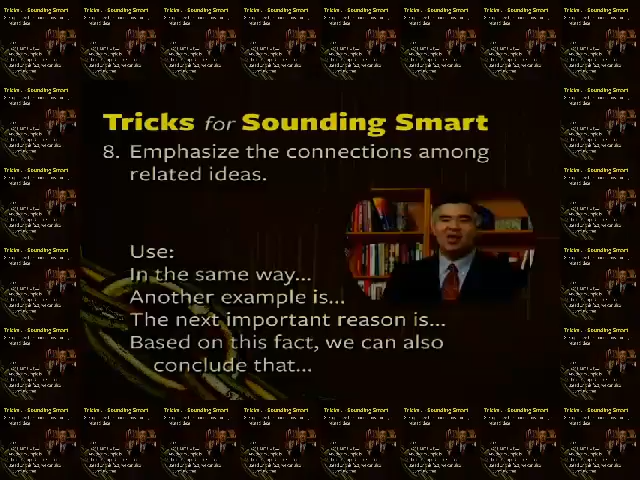 Tricks for Sounding Smart
8. Emphasize the connections among
related ideas.
Use:
In the same way...
Another example is...
The next important reason is...
Based on this fact, we can also
conclude that...